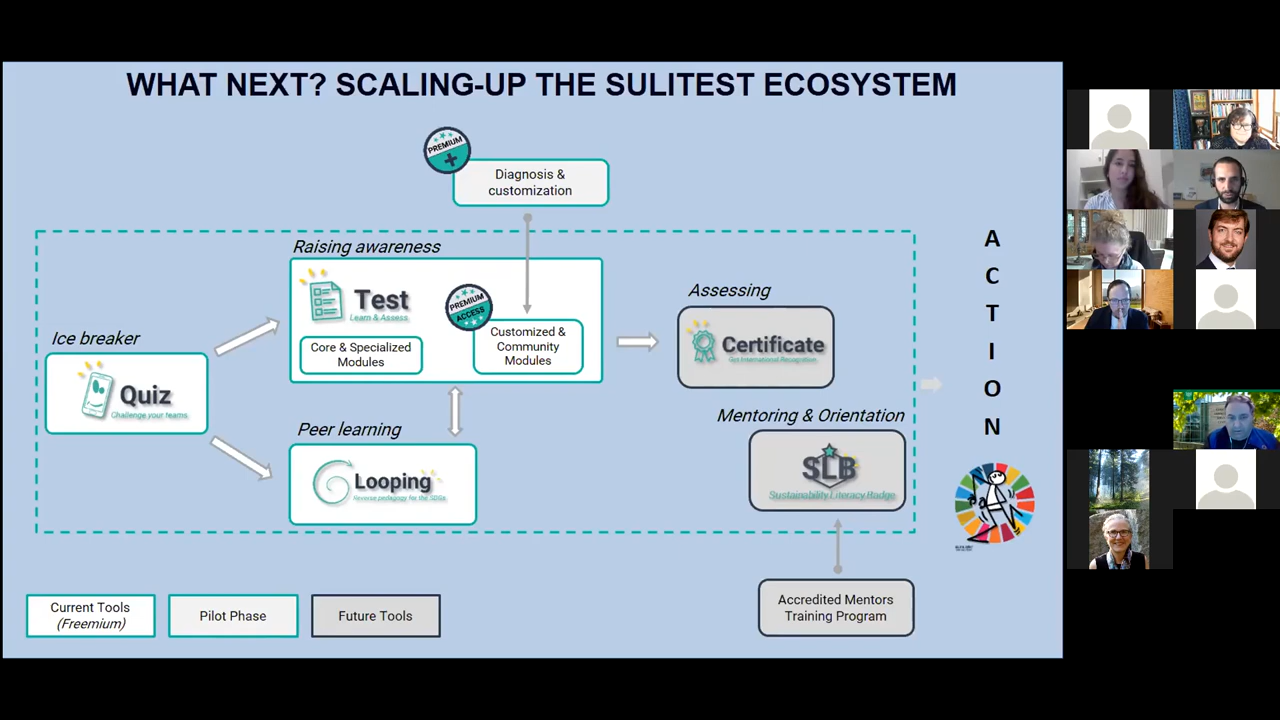 WHAT NEXT? SCALING-UP THE SULITEST ECOSYSTEM
PREMIUM
+
Diagnosis &
customization
Raising awareness
Test
Learn & Assess
PREMIUM
ACCESS
Core & Specialized
Modules
Customized &
Community
Modules
Ice breaker
Quiz
Challenge your teams
Peer learning
Looping
Reverse pedagogy for the SDGs
Assessing
Certificate
Get International Recognition
Mentoring & Orientation
SLB
Sustainability Literacy Badge
Accredited Mentors
Training Program
A
C
T
I
O
N
Current Tools
(Freemium)
Pilot Phase
Future Tools